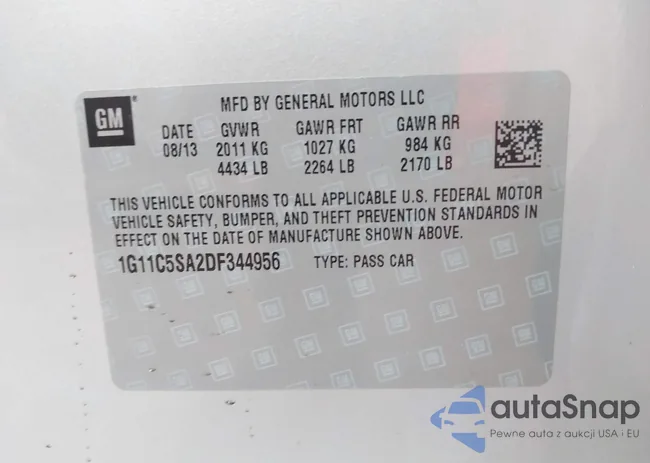 GM
MFD BY GENERAL MOTORS LLC
DATE GVWR GAWR FRT GAWR RR
08/13 2011 KG 1027 KG 984 KG
4434 LB 2264 LB 2170 LB
THIS VEHICLE CONFORMS TO ALL APPLICABLE U.S. FEDERAL MOTOR
VEHICLE SAFETY, BUMPER, AND THEFT PREVENTION STANDARDS IN
EFFECT ON THE DATE OF MANUFACTURE SHOWN ABOVE.
1G11C5SA2DF344956 TYPE: PASS CAR
autaSnap
Pewne auta z aukcji USA i EU